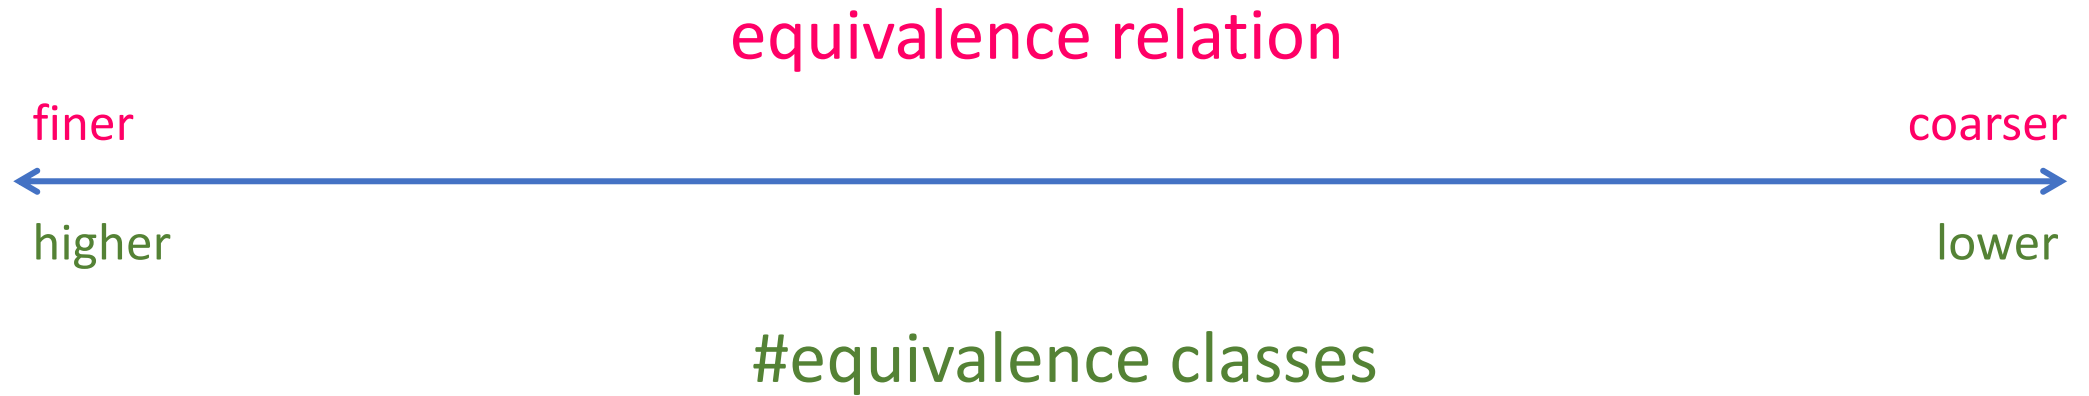 equivalence relation
finer coarser
higher lower
#equivalence classes